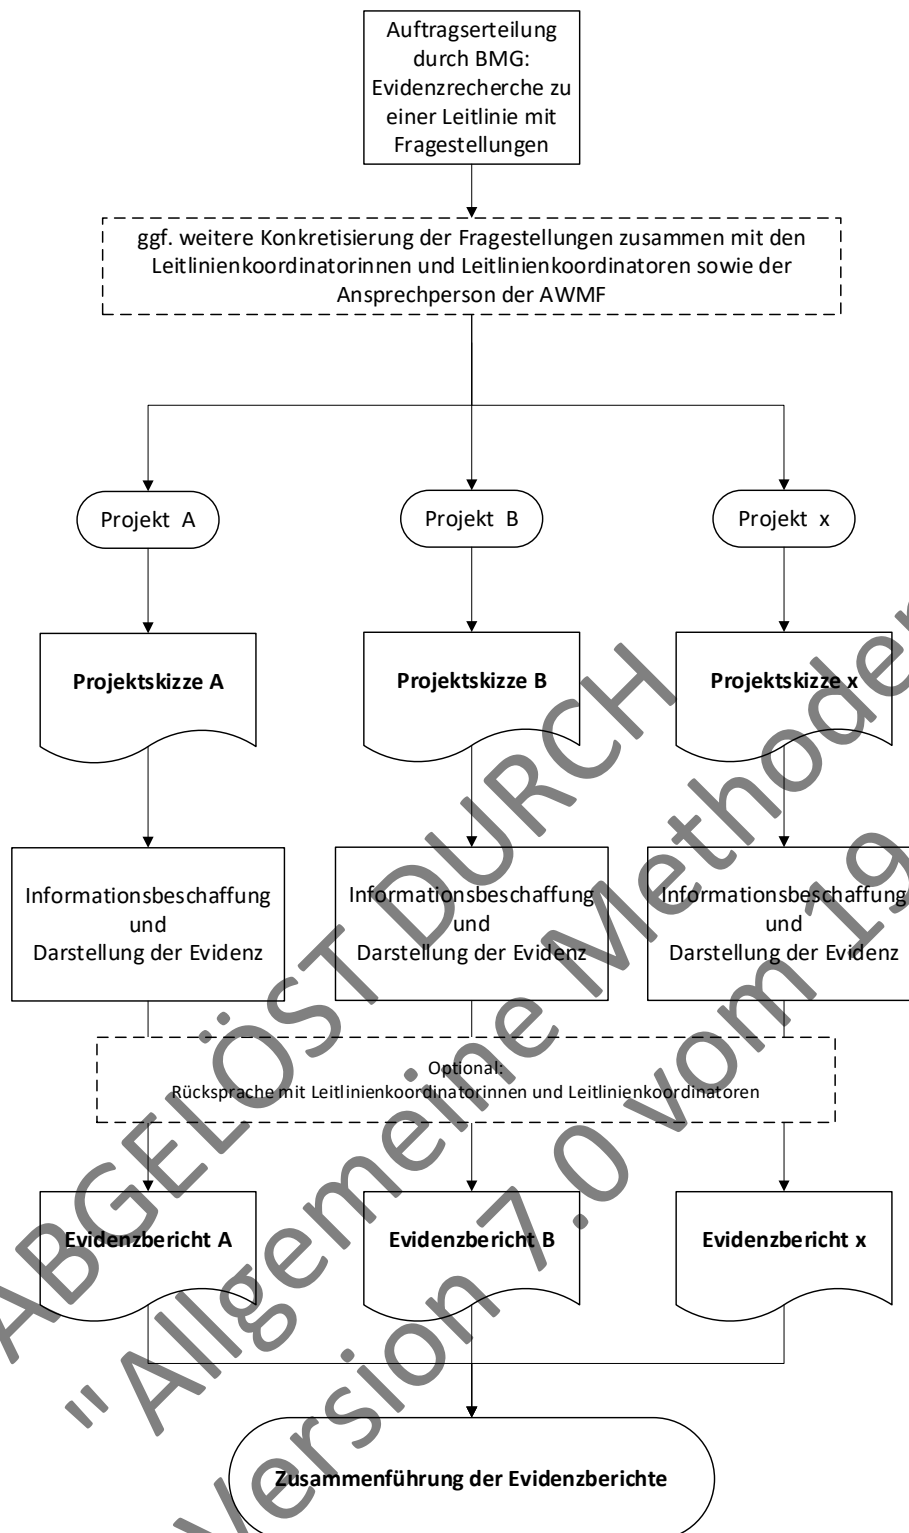 Auftragserteilung
durch BMG:
Evidenzrecherche zu
einer Leitlinie mit
Fragestellungen
ggf. weitere Konkretisierung der Fragestellungen zusammen mit den
Leitlinienkoordinatorinnen und Leitlinienkoordinatoren sowie der
Ansprechperson der AWMF
Projekt A
Projekt B
Projekt x
Projektskizze A
Projektskizze B
Projektskizze x
Informationsbeschaffung
und
Darstellung der Evidenz
Informationsbeschaffung
und
Darstellung der Evidenz
Informationsbeschaffung
und
Darstellung der Evidenz
Optional:
Rücksprache mit Leitlinienkoordinatorinnen und Leitlinienkoordinatoren
Evidenzbericht A
Evidenzbericht B
Evidenzbericht x
Zusammenführung der Evidenzberichte
ABGELÖST DURCH
"Allgemeine Methoden
Version 7.0 vom 19